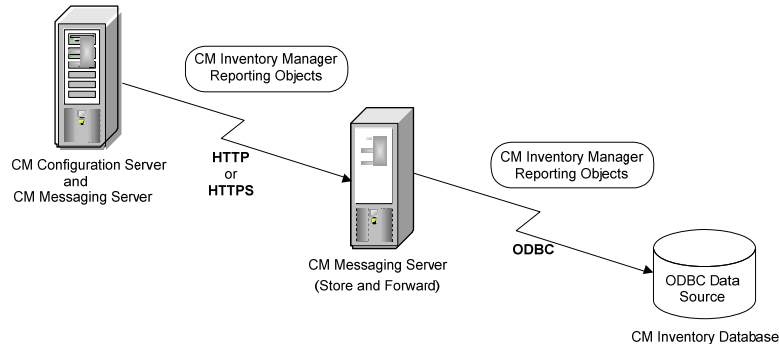 CM Inventory Manager
Reporting Objects
CM Configuration Server
and
CM Messaging Server
HTTP
or
HTTPS
CM Inventory Manager
Reporting Objects
CM Messaging Server
(Store and Forward)
ODBC
ODBC Data
Source
CM Inventory Database